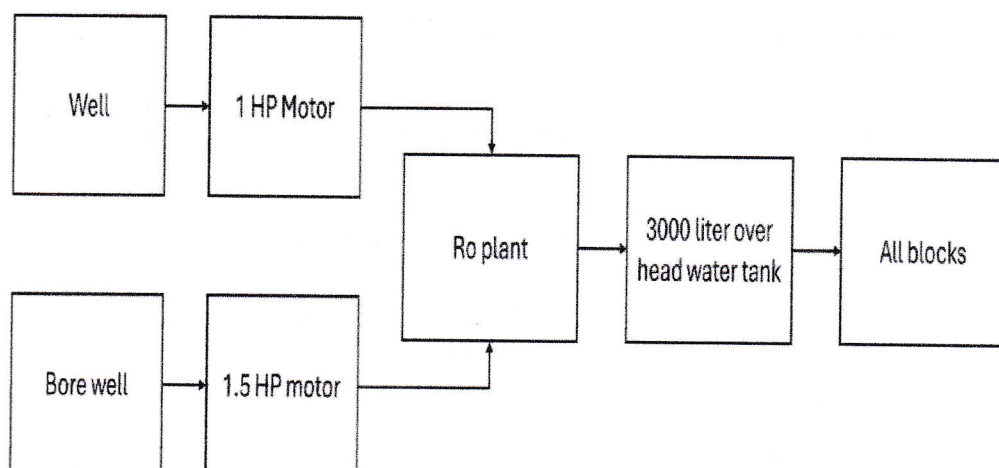 Well
1 HP Motor
Ro plant
3000 liter over
head water tank
All blocks
Bore well
1.5 HP motor